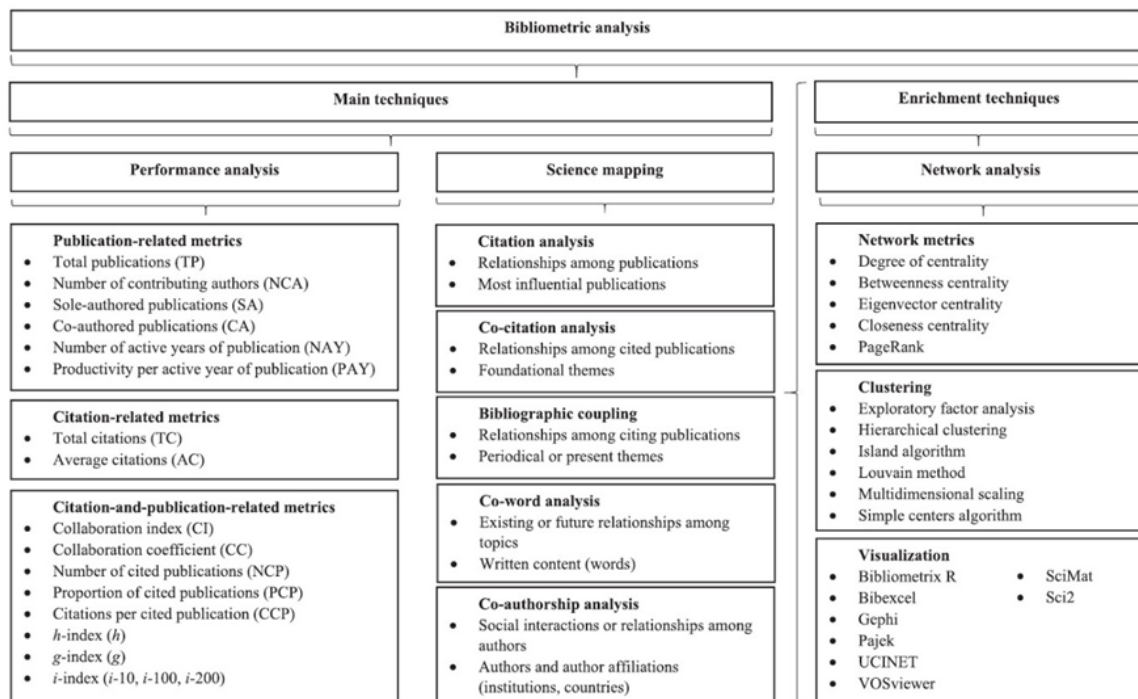 Bibliometric analysis
Main techniques
Enrichment techniques
Performance analysis
Science mapping
Network analysis
Publication-related metrics
• Total publications (TP)
• Number of contributing authors (NCA)
• Sole-authored publications (SA)
• Co-authored publications (CA)
• Number of active years of publication (NAY)
• Productivity per active year of publication (PAY)
Citation-related metrics
• Total citations (TC)
• Average citations (AC)
Citation-and-publication-related metrics
• Collaboration index (CI)
• Collaboration coefficient (CC)
• Number of cited publications (NCP)
• Proportion of cited publications (PCP)
• Citations per cited publication (CCP)
• h-index (h)
• g-index (g)
• i-index (i-10, i-100, i-200)
Citation analysis
• Relationships among publications
• Most influential publications
Co-citation analysis
• Relationships among cited publications
• Foundational themes
Bibliographic coupling
• Relationships among citing publications
• Periodical or present themes
Co-word analysis
• Existing or future relationships among
topics
• Written content (words)
Co-authorship analysis
• Social interactions or relationships among
authors
• Authors and author affiliations
(institutions, countries)
Network metrics
• Degree of centrality
• Betweenness centrality
• Eigenvector centrality
• Closeness centrality
• PageRank
Clustering
• Exploratory factor analysis
• Hierarchical clustering
• Island algorithm
• Louvain method
• Multidimensional scaling
• Simple centers algorithm
Visualization
• Bibliometrix R
• Bibexcel
• Gephi
• Pajek
• UCINET
• VOSviewer
• SciMat
• Sci2